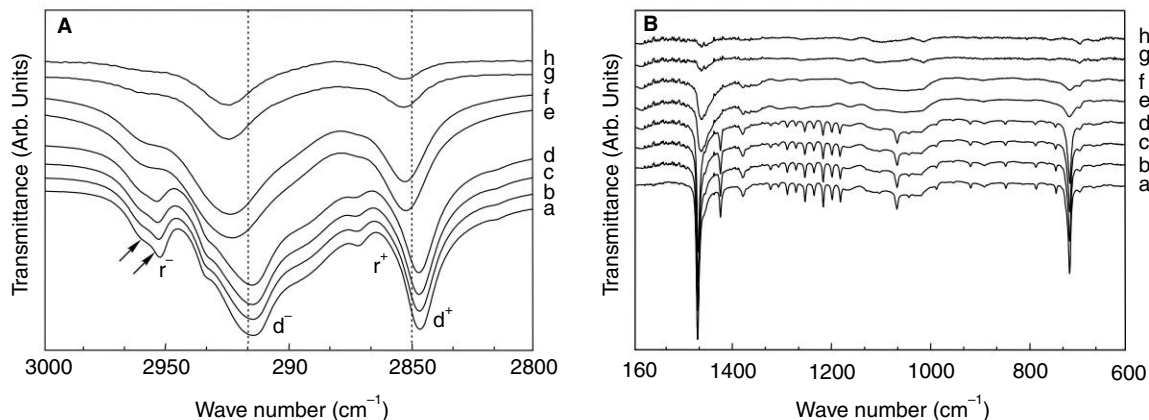 A
Transmittance (Arb. Units)
h
g
f
e
d
c
b
a
r–
r+
d–
d+
3000
2950
290
2850
2800
Wave number (cm–1)
B
Transmittance (Arb. Units)
h
g
f
e
d
c
b
a
160
1400
1200
1000
800
600
Wave number (cm–1)